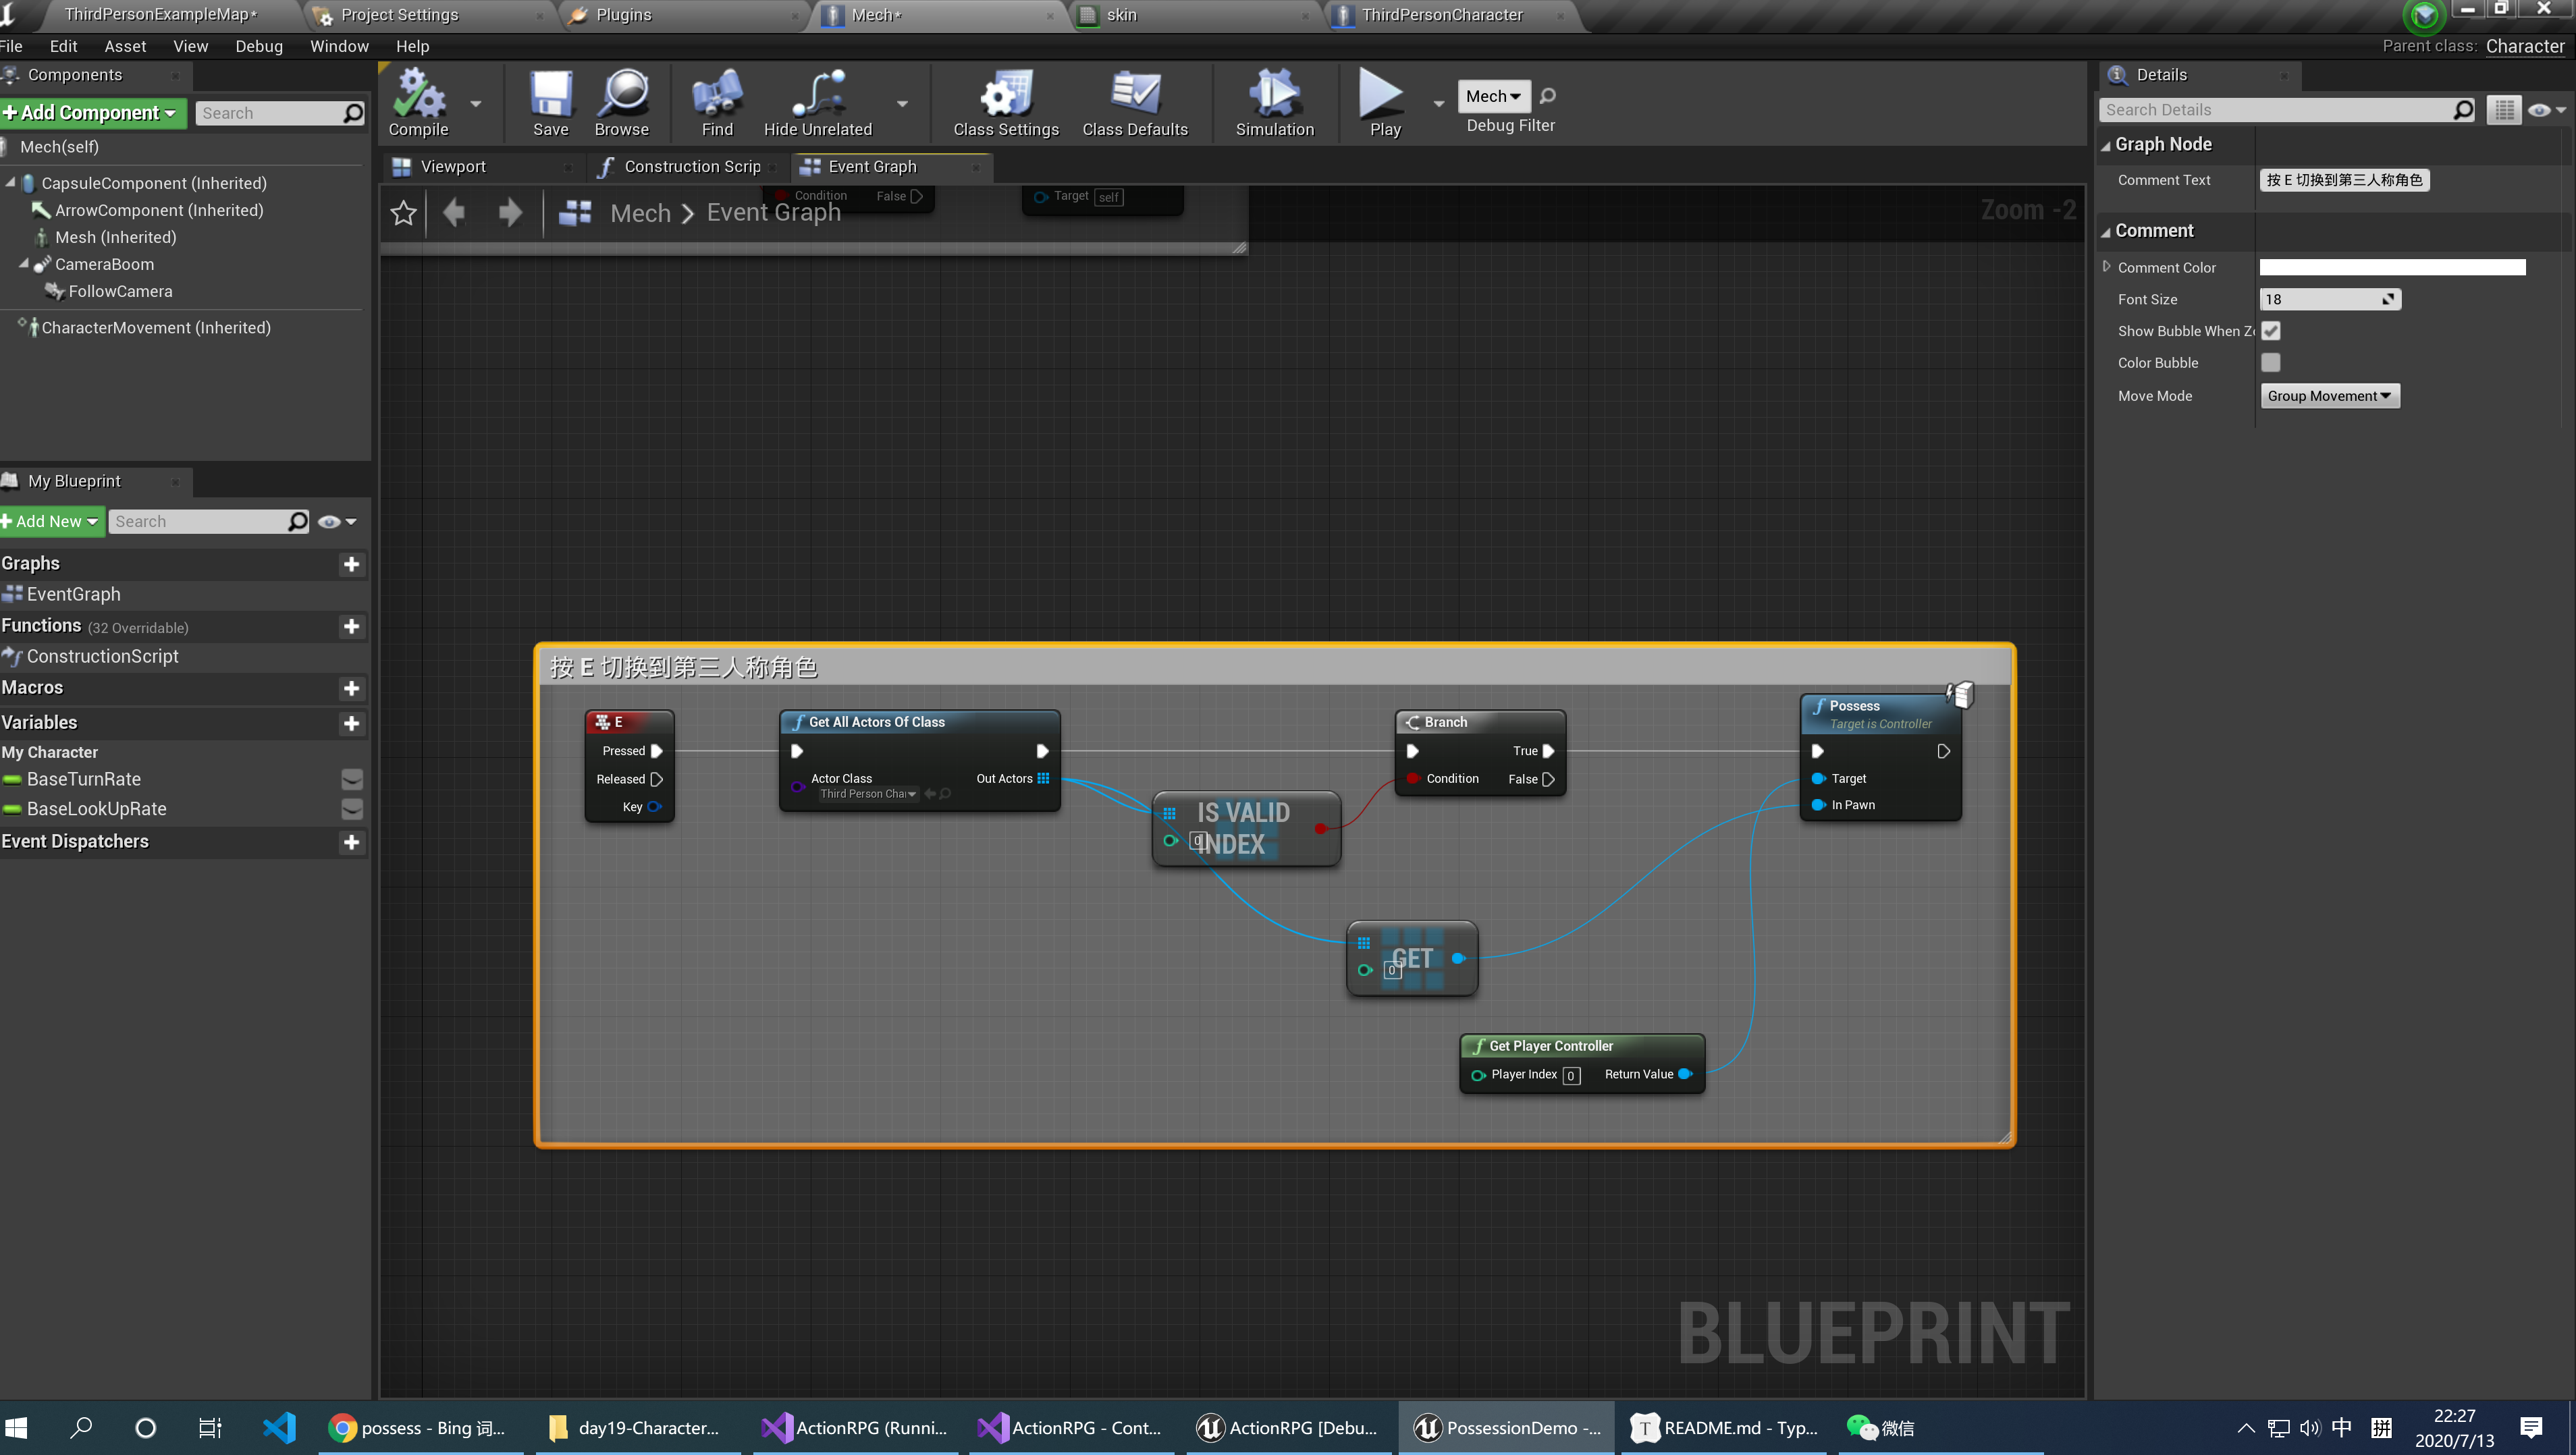 ThirdPersonExampleMap*
Project Settings
Plugins
Mech*
skin
ThirdPersonCharacter
File Edit Asset View Debug Window Help
Parent class: Character
Components
+Add Component
Search
Mech(self)
CapsuleComponent (Inherited)
ArrowComponent (Inherited)
Mesh (Inherited)
CameraBoom
FollowCamera
CharacterMovement (Inherited)
My Blueprint
+Add New
Search
Graphs
EventGraph
Functions (32 Overridable)
ConstructionScript
Macros
Variables
My Character
BaseTurnRate
BaseLookUpRate
Event Dispatchers
Compile
Save
Browse
Find
Hide Unrelated
Class Settings
Class Defaults
Simulation
Play
Mech
Debug Filter
Viewport
Construction Scrip
Event Graph
Condition False
Target self
Mech > Event Graph
Zoom -2
按 E 切换到第三人称角色
E
Pressed
Released
Key
Get All Actors Of Class
Actor Class
Third Person Char
Out Actors
IS VALID
INDEX
0
Branch
True
Condition
False
GET
0
Get Player Controller
Player Index 0
Return Value
Possess
Target is Controller
Target
In Pawn
BLUEPRINT
Details
Search Details
Graph Node
Comment Text 按 E 切换到第三人称角色
Comment
Comment Color
Font Size 18
Show Bubble When Zo
Color Bubble
Move Mode Group Movement
possess - Bing 词...
day19-Character...
ActionRPG (Runni...
ActionRPG - Cont...
ActionRPG [Debu...
PossessionDemo -...
T README.md - Typ...
微信
中
拼
22:27
2020/7/13